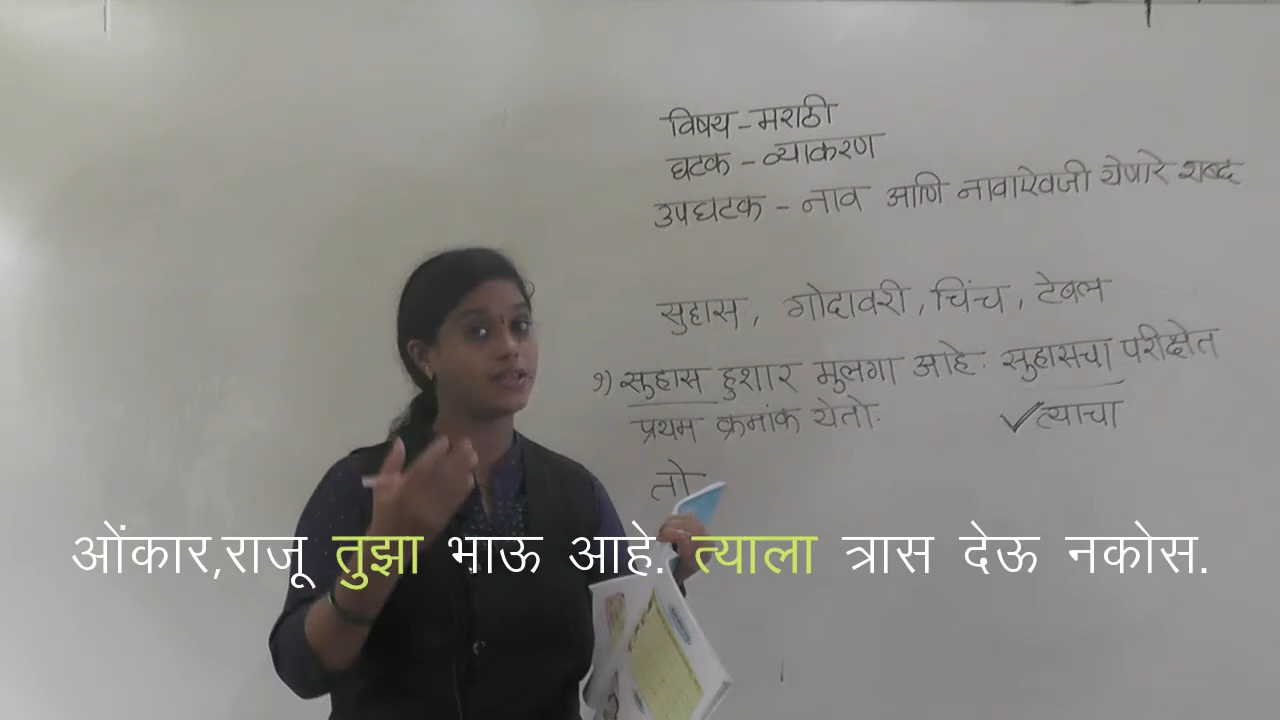 विषय - मराठी
घटक - व्याकरण
उपघटक - नाव आणि नावाऐवजी येणारे शब्द
सुहास, गोदावरी, चिंच, टेबल
१) सुहास हुशार मुलगा आहे. सुहासचा परीक्षेत
प्रथम क्रमांक येतो. ✓त्याचा
तो
ओंकार,राजू तुझा भाऊ आहे. त्याला त्रास देऊ नकोस.